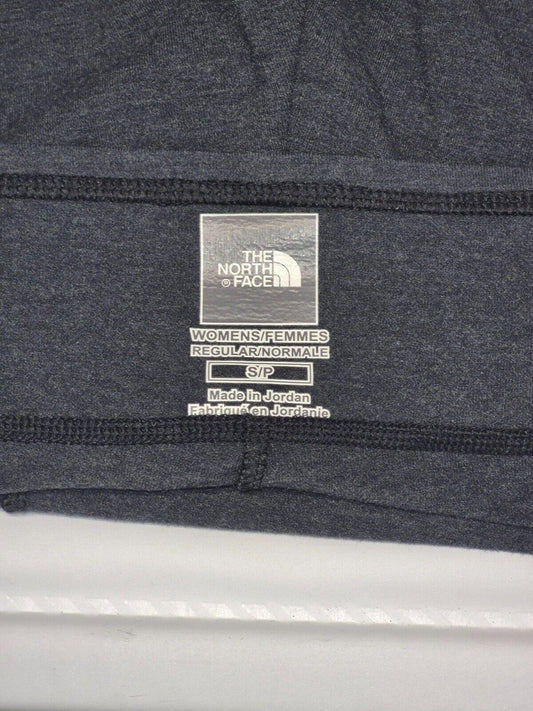 THE
NORTH
® FACE
WOMENS/FEMMES
REGULAR/NORMALE
S/P
Made in Jordan
Fabriqué en Jordanie